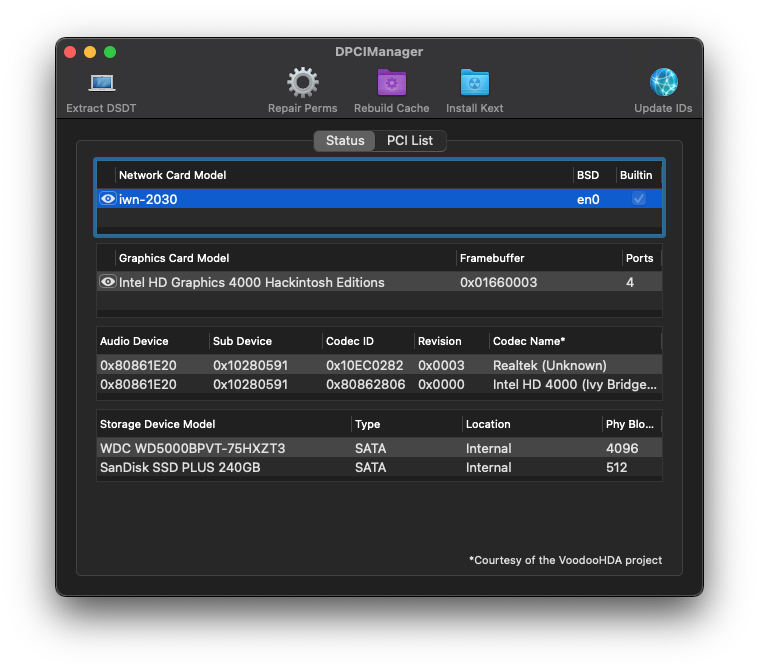 DPCIManager
Extract DSDT Repair Perms Rebuild Cache Install Kext Update IDs
Status PCI List
Network Card Model BSD Builtin
iwn-2030 en0
Graphics Card Model Framebuffer Ports
Intel HD Graphics 4000 Hackintosh Editions 0x01660003 4
Audio Device Sub Device Codec ID Revision Codec Name*
0x80861E20 0x10280591 0x10EC0282 0x0003 Realtek (Unknown)
0x80861E20 0x10280591 0x80862806 0x0000 Intel HD 4000 (Ivy Bridge...
Storage Device Model Type Location Phy Blo...
WDC WD5000BPVT-75HXZT3 SATA Internal 4096
SanDisk SSD PLUS 240GB SATA Internal 512
*Courtesy of the VoodooHDA project